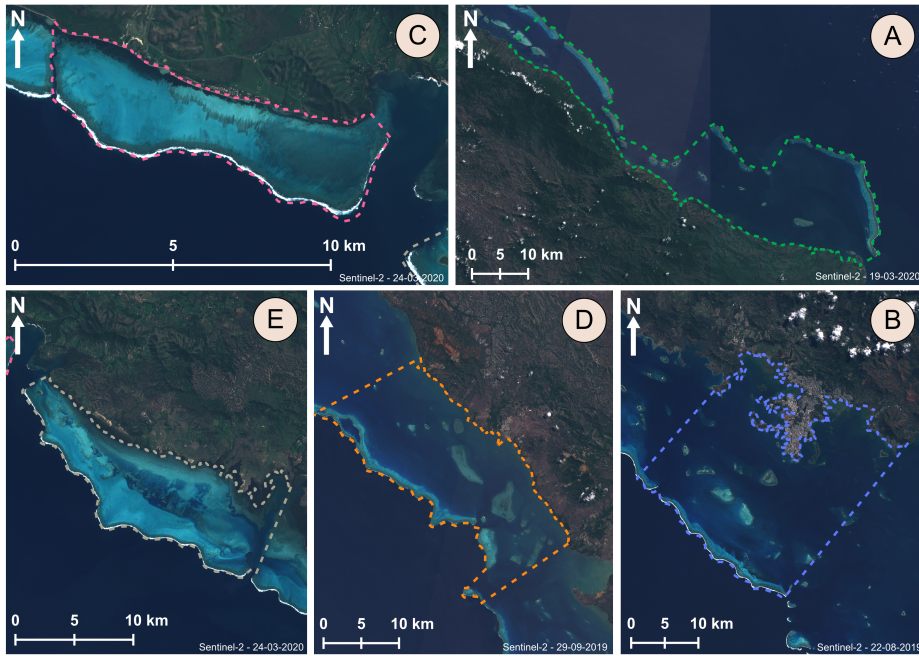 N
C
0 5 10 km
Sentinel-2 - 24-03-2020
N
A
0 5 10 km
Sentinel-2 - 19-03-2020
N
E
0 5 10 km
Sentinel-2 - 24-03-2020
N
D
0 5 10 km
Sentinel-2 - 29-09-2019
N
B
0 5 10 km
Sentinel-2 - 22-08-2019